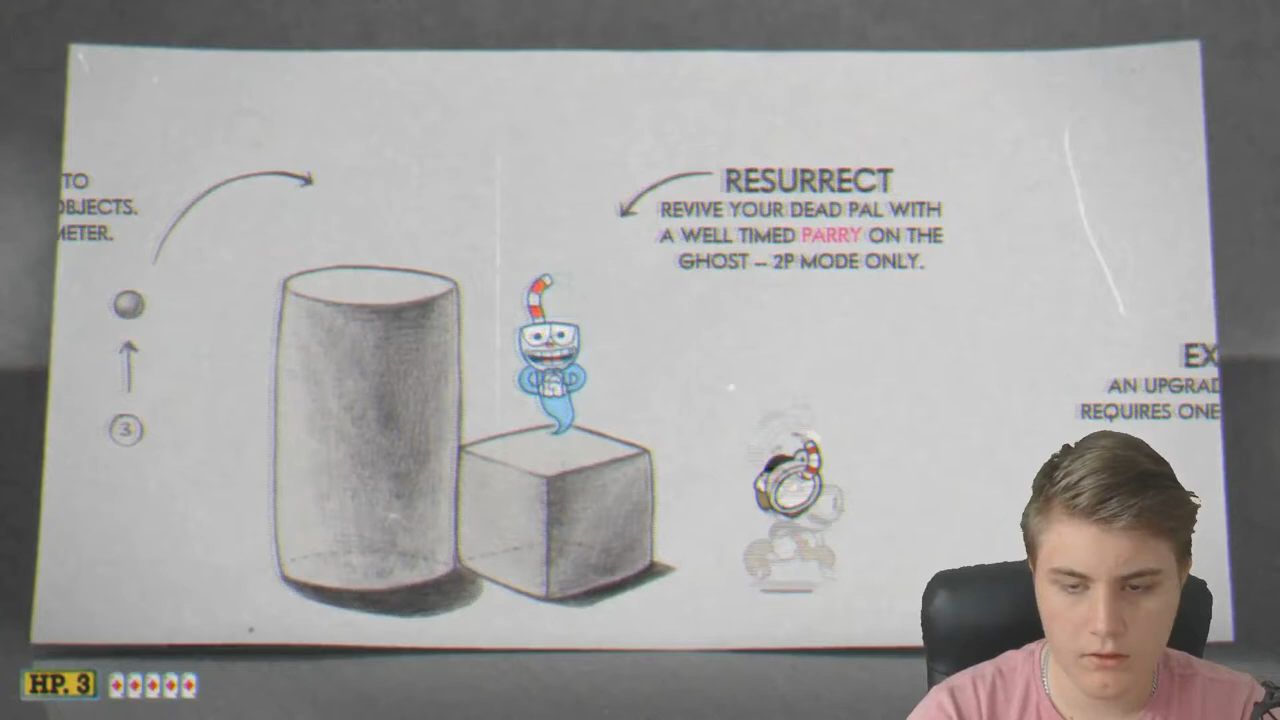 TO
OBJECTS.
METER.
3
RESURRECT
REVIVE YOUR DEAD PAL WITH
A WELL TIMED PARRY ON THE
GHOST – 2P MODE ONLY.
EX
AN UPGRAD
REQUIRES ONE
HP. 3